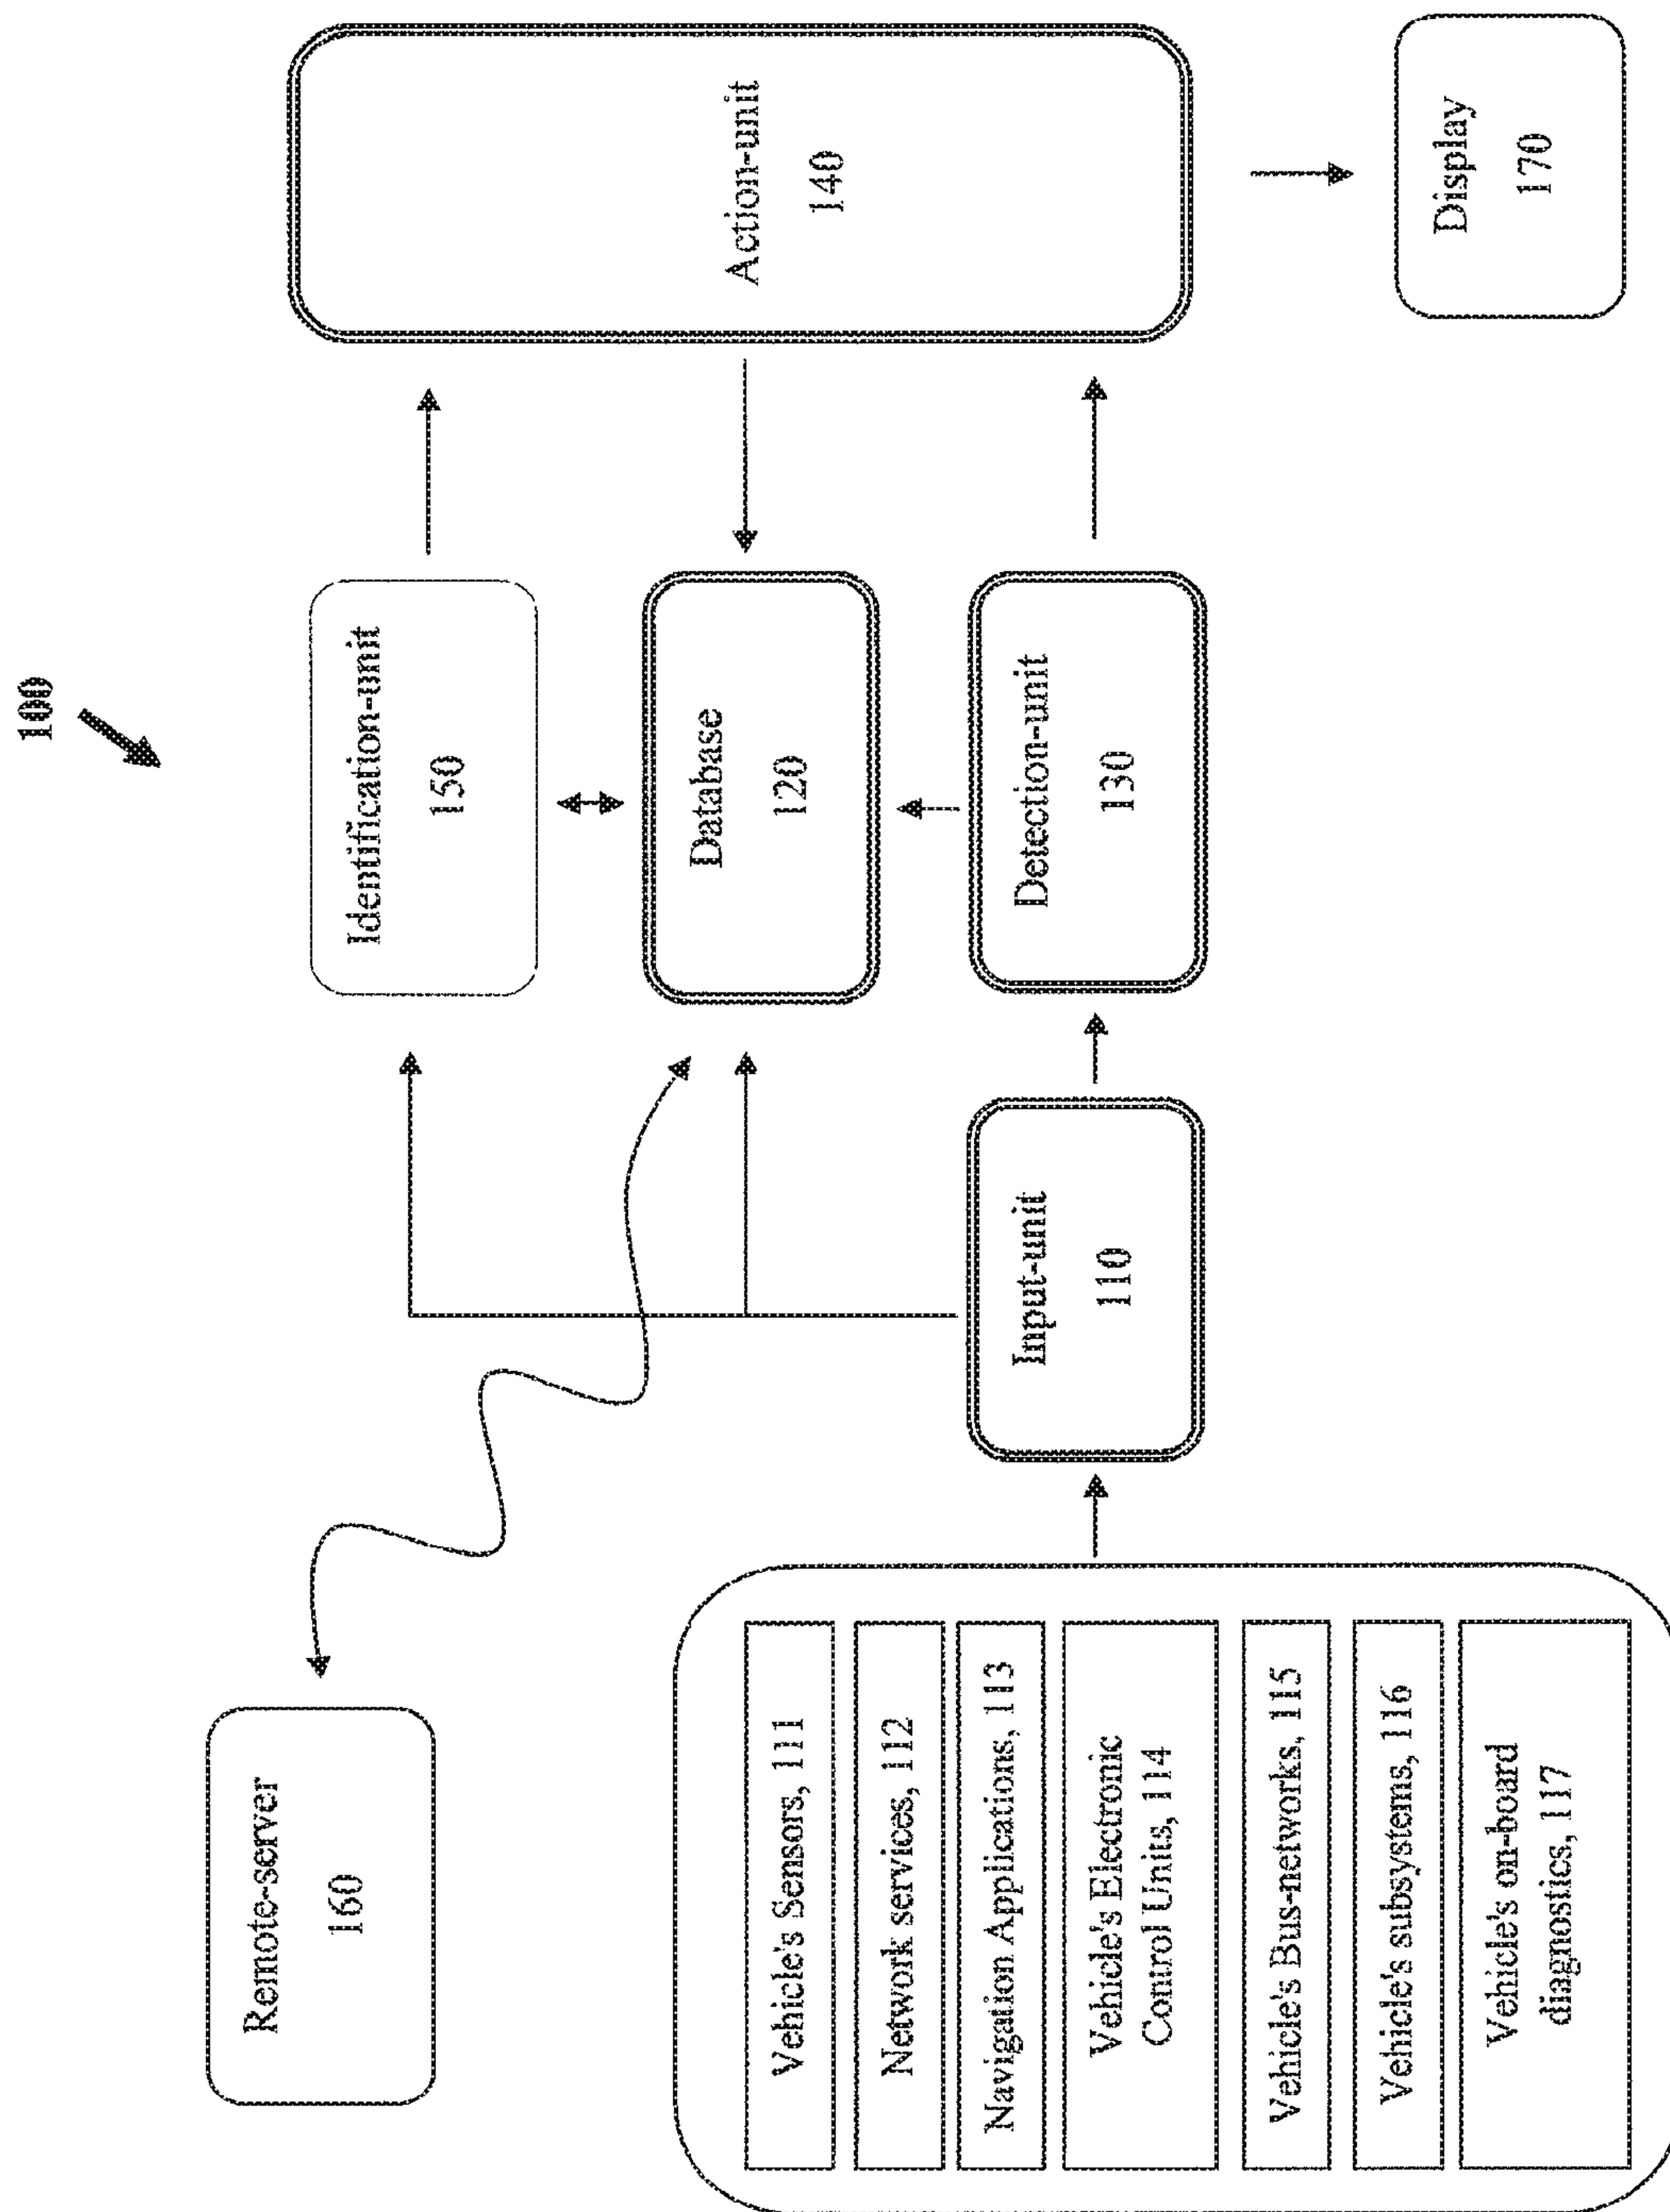 100
Remote-server
160
Identification-unit
150
Database
120
Action-unit
140
Vehicle's Sensors, 111
Network services, 112
Navigation Applications, 113
Vehicle's Electronic
Control Units, 114
Vehicle's Bus-networks, 115
Vehicle's subsystems, 116
Vehicle's on-board
diagnostics, 117
Input-unit
110
Detection-unit
130
Display
170